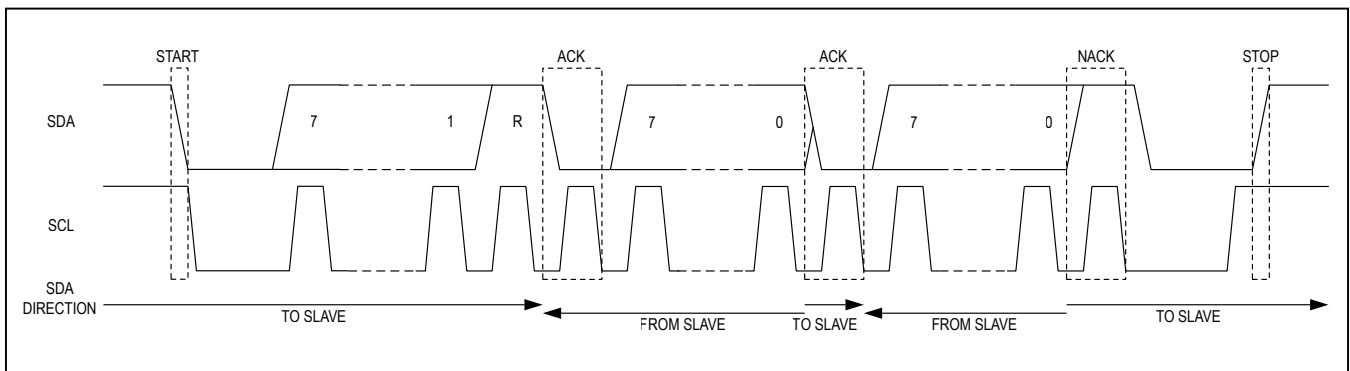 START ACK ACK NACK STOP
SDA 7 1 R 7 0 7 0
SCL
SDA
DIRECTION
TO SLAVE FROM SLAVE TO SLAVE FROM SLAVE TO SLAVE